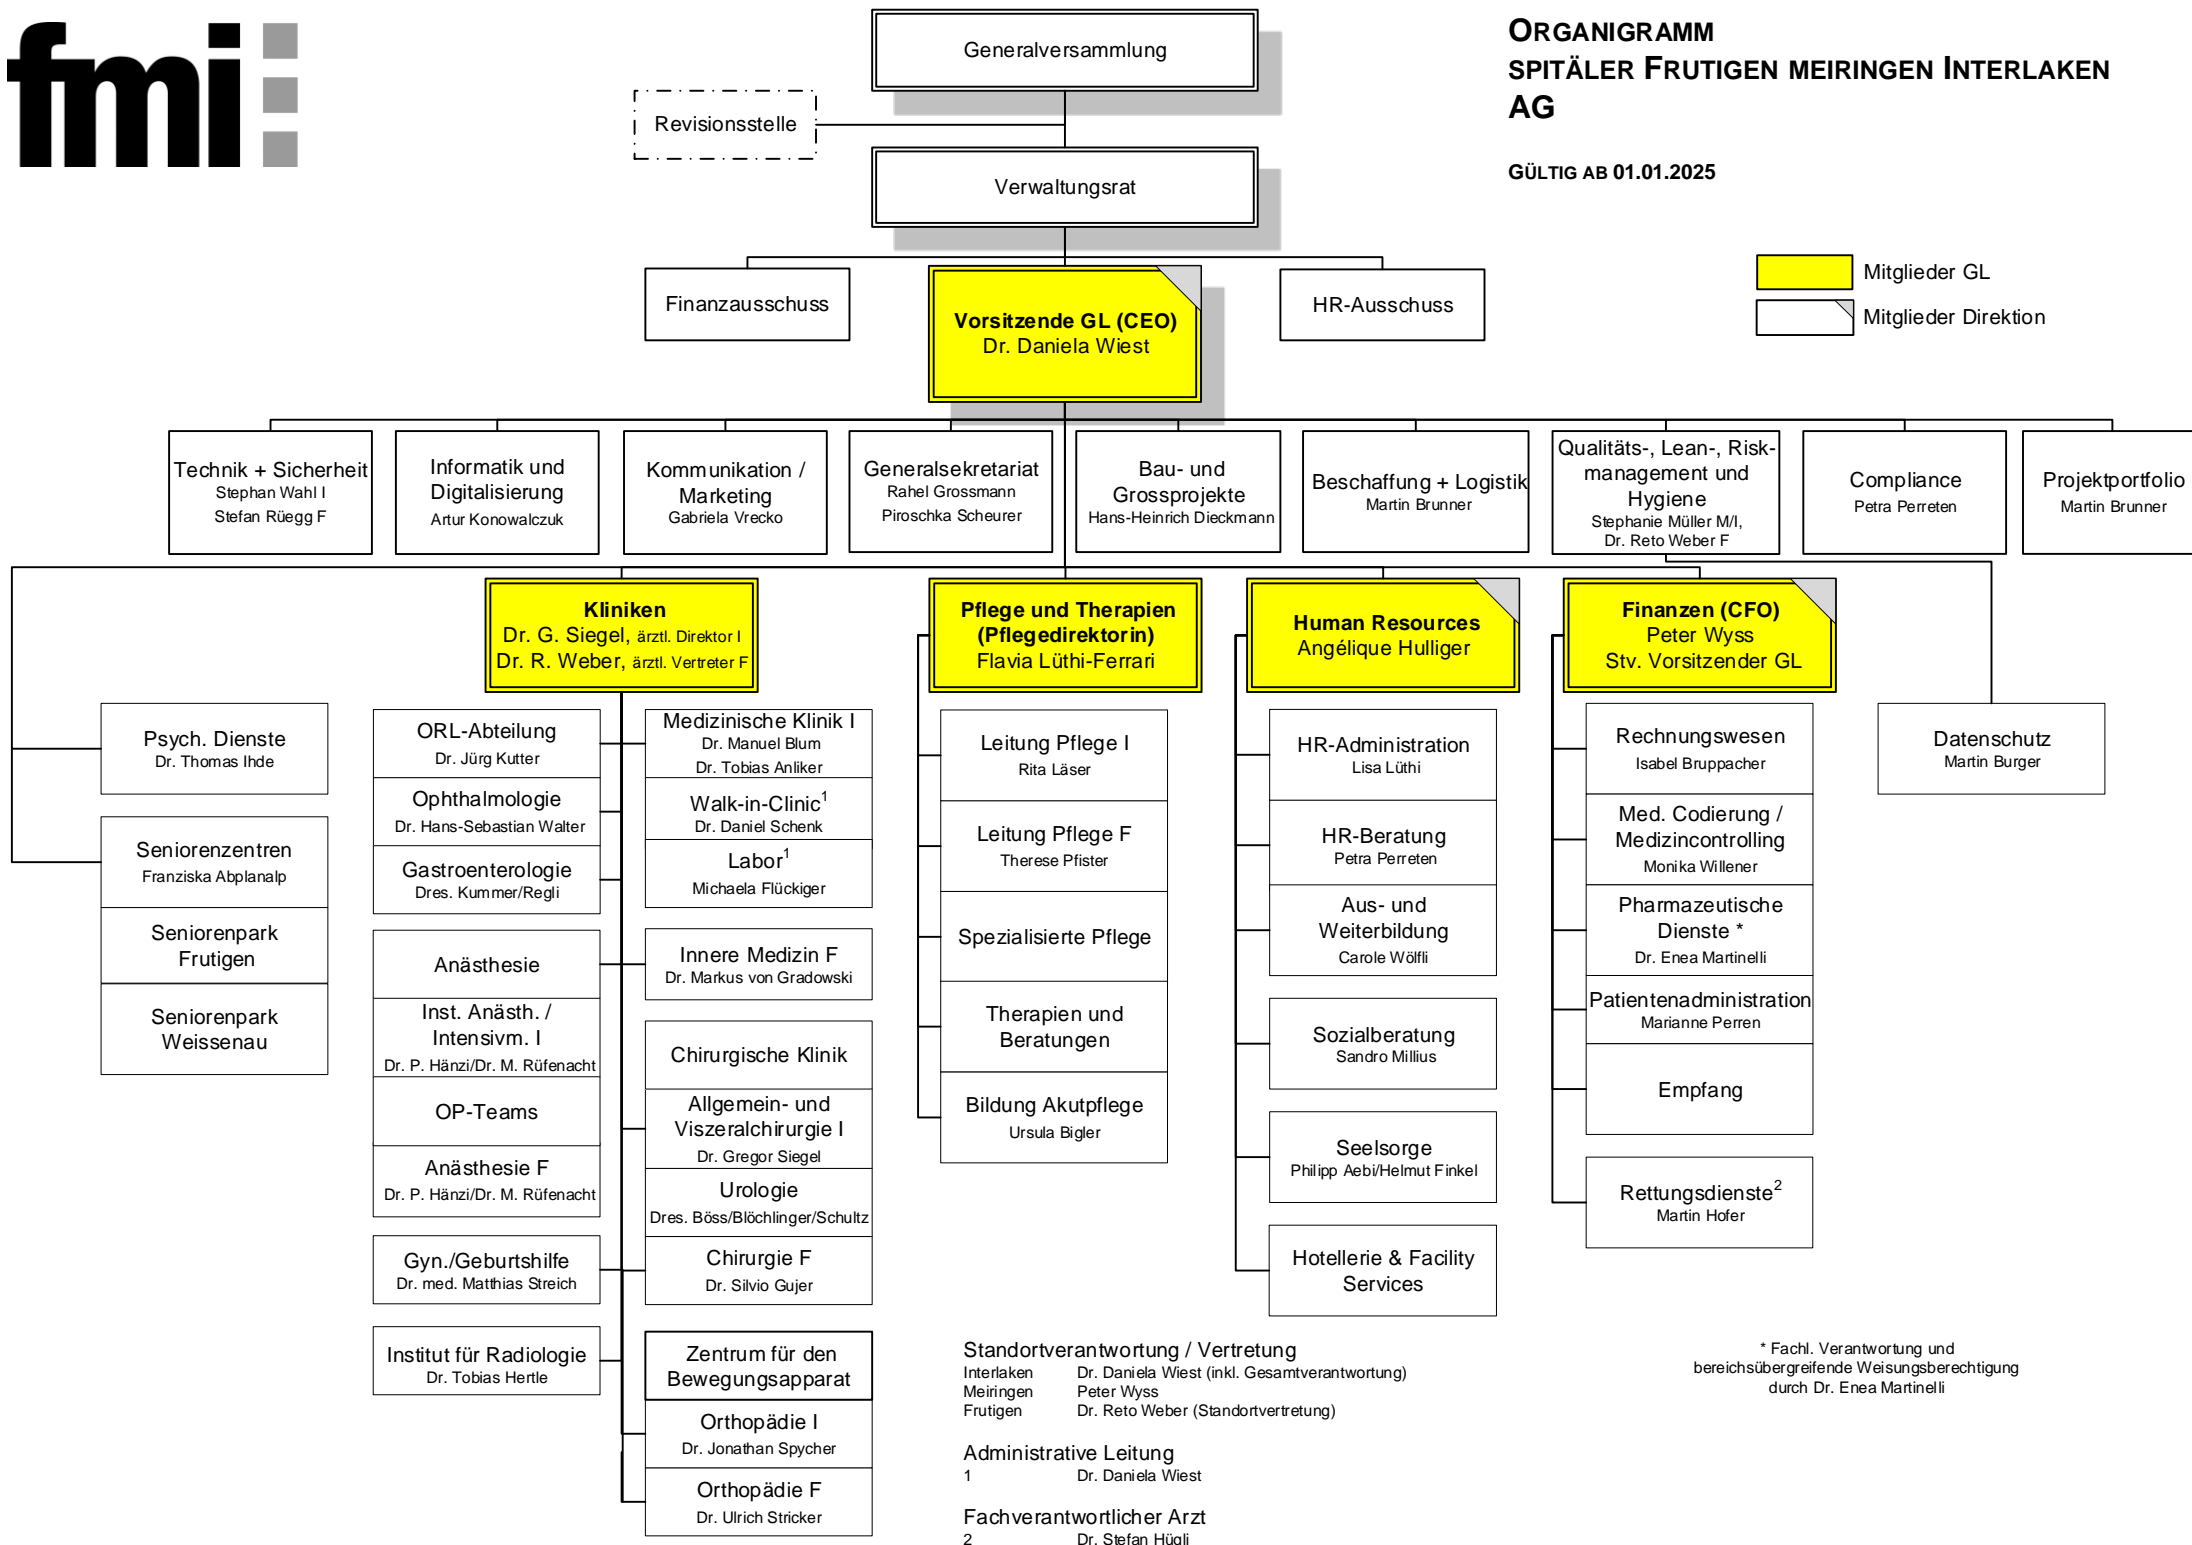 fmi
ORGANIGRAMM
SPITÄLER FRUTIGEN MEIRINGEN INTERLAKEN
AG
GÜLTIG AB 01.01.2025
Generalversammlung
Revisionsstelle
Verwaltungsrat
Finanzausschuss
Vorsitzende GL (CEO)
Dr. Daniela Wiest
HR-Ausschuss
Mitglieder GL
Mitglieder Direktion
Technik + Sicherheit
Stephan Wahl I
Stefan Rüegg F
Informatik und
Digitalisierung
Artur Konowalczuk
Kommunikation /
Marketing
Gabriela Vrecko
Generalsekretariat
Rahel Grossmann
Piroschka Scheurer
Bau- und
Grossprojekte
Hans-Heinrich Dieckmann
Beschaffung + Logistik
Martin Brunner
Qualitäts-, Lean-, Risk-
management und
Hygiene
Stephanie Müller M/I,
Dr. Reto Weber F
Compliance
Petra Perreten
Projektportfolio
Martin Brunner
Kliniken
Dr. G. Siegel, ärztl. Direktor I
Dr. R. Weber, ärztl. Vertreter F
Pflege und Therapien
(Pflegedirektorin)
Flavia Lüthi-Ferrari
Human Resources
Angélique Hulliger
Finanzen (CFO)
Peter Wyss
Stv. Vorsitzender GL
Psych. Dienste
Dr. Thomas Ihde
Seniorenzentren
Franziska Abplanalp
Seniorenpark
Frutigen
Seniorenpark
Weissenau
ORL-Abteilung
Dr. Jürg Kutter
Ophthalmologie
Dr. Hans-Sebastian Walter
Gastroenterologie
Dres. Kummer/Regli
Anästhesie
Inst. Anästh. /
Intensivm. I
Dr. P. Hänzi/Dr. M. Rüfenacht
OP-Teams
Anästhesie F
Dr. P. Hänzi/Dr. M. Rüfenacht
Gyn./Geburtshilfe
Dr. med. Matthias Streich
Institut für Radiologie
Dr. Tobias Hertle
Medizinische Klinik I
Dr. Manuel Blum
Dr. Tobias Anliker
Walk-in-Clinic1
Dr. Daniel Schenk
Labor1
Michaela Flückiger
Innere Medizin F
Dr. Markus von Gradowski
Chirurgische Klinik
Allgemein- und
Viszeralchirurgie I
Dr. Gregor Siegel
Urologie
Dres. Böss/Blöchlinger/Schultz
Chirurgie F
Dr. Silvio Gujer
Zentrum für den
Bewegungsapparat
Orthopädie I
Dr. Jonathan Spycher
Orthopädie F
Dr. Ulrich Stricker
Leitung Pflege I
Rita Läser
Leitung Pflege F
Therese Pfister
Spezialisierte Pflege
Therapien und
Beratungen
Bildung Akutpflege
Ursula Bigler
HR-Administration
Lisa Lüthi
HR-Beratung
Petra Perreten
Aus- und
Weiterbildung
Carole Wölfli
Sozialberatung
Sandro Millius
Seelsorge
Philipp Aebi/Helmut Finkel
Hotellerie & Facility
Services
Rechnungswesen
Isabel Bruppacher
Med. Codierung /
Medizincontrolling
Monika Willener
Pharmazeutische
Dienste *
Dr. Enea Martinelli
Patientenadministration
Marianne Perren
Empfang
Rettungsdienste2
Martin Hofer
Datenschutz
Martin Burger
Standortverantwortung / Vertretung
Interlaken Dr. Daniela Wiest (inkl. Gesamtverantwortung)
Meiringen Peter Wyss
Frutigen Dr. Reto Weber (Standortvertretung)
Administrative Leitung
1 Dr. Daniela Wiest
Fachverantwortlicher Arzt
2 Dr. Stefan Hügli
* Fachl. Verantwortung und
bereichsübergreifende Weisungsberechtigung
durch Dr. Enea Martinelli